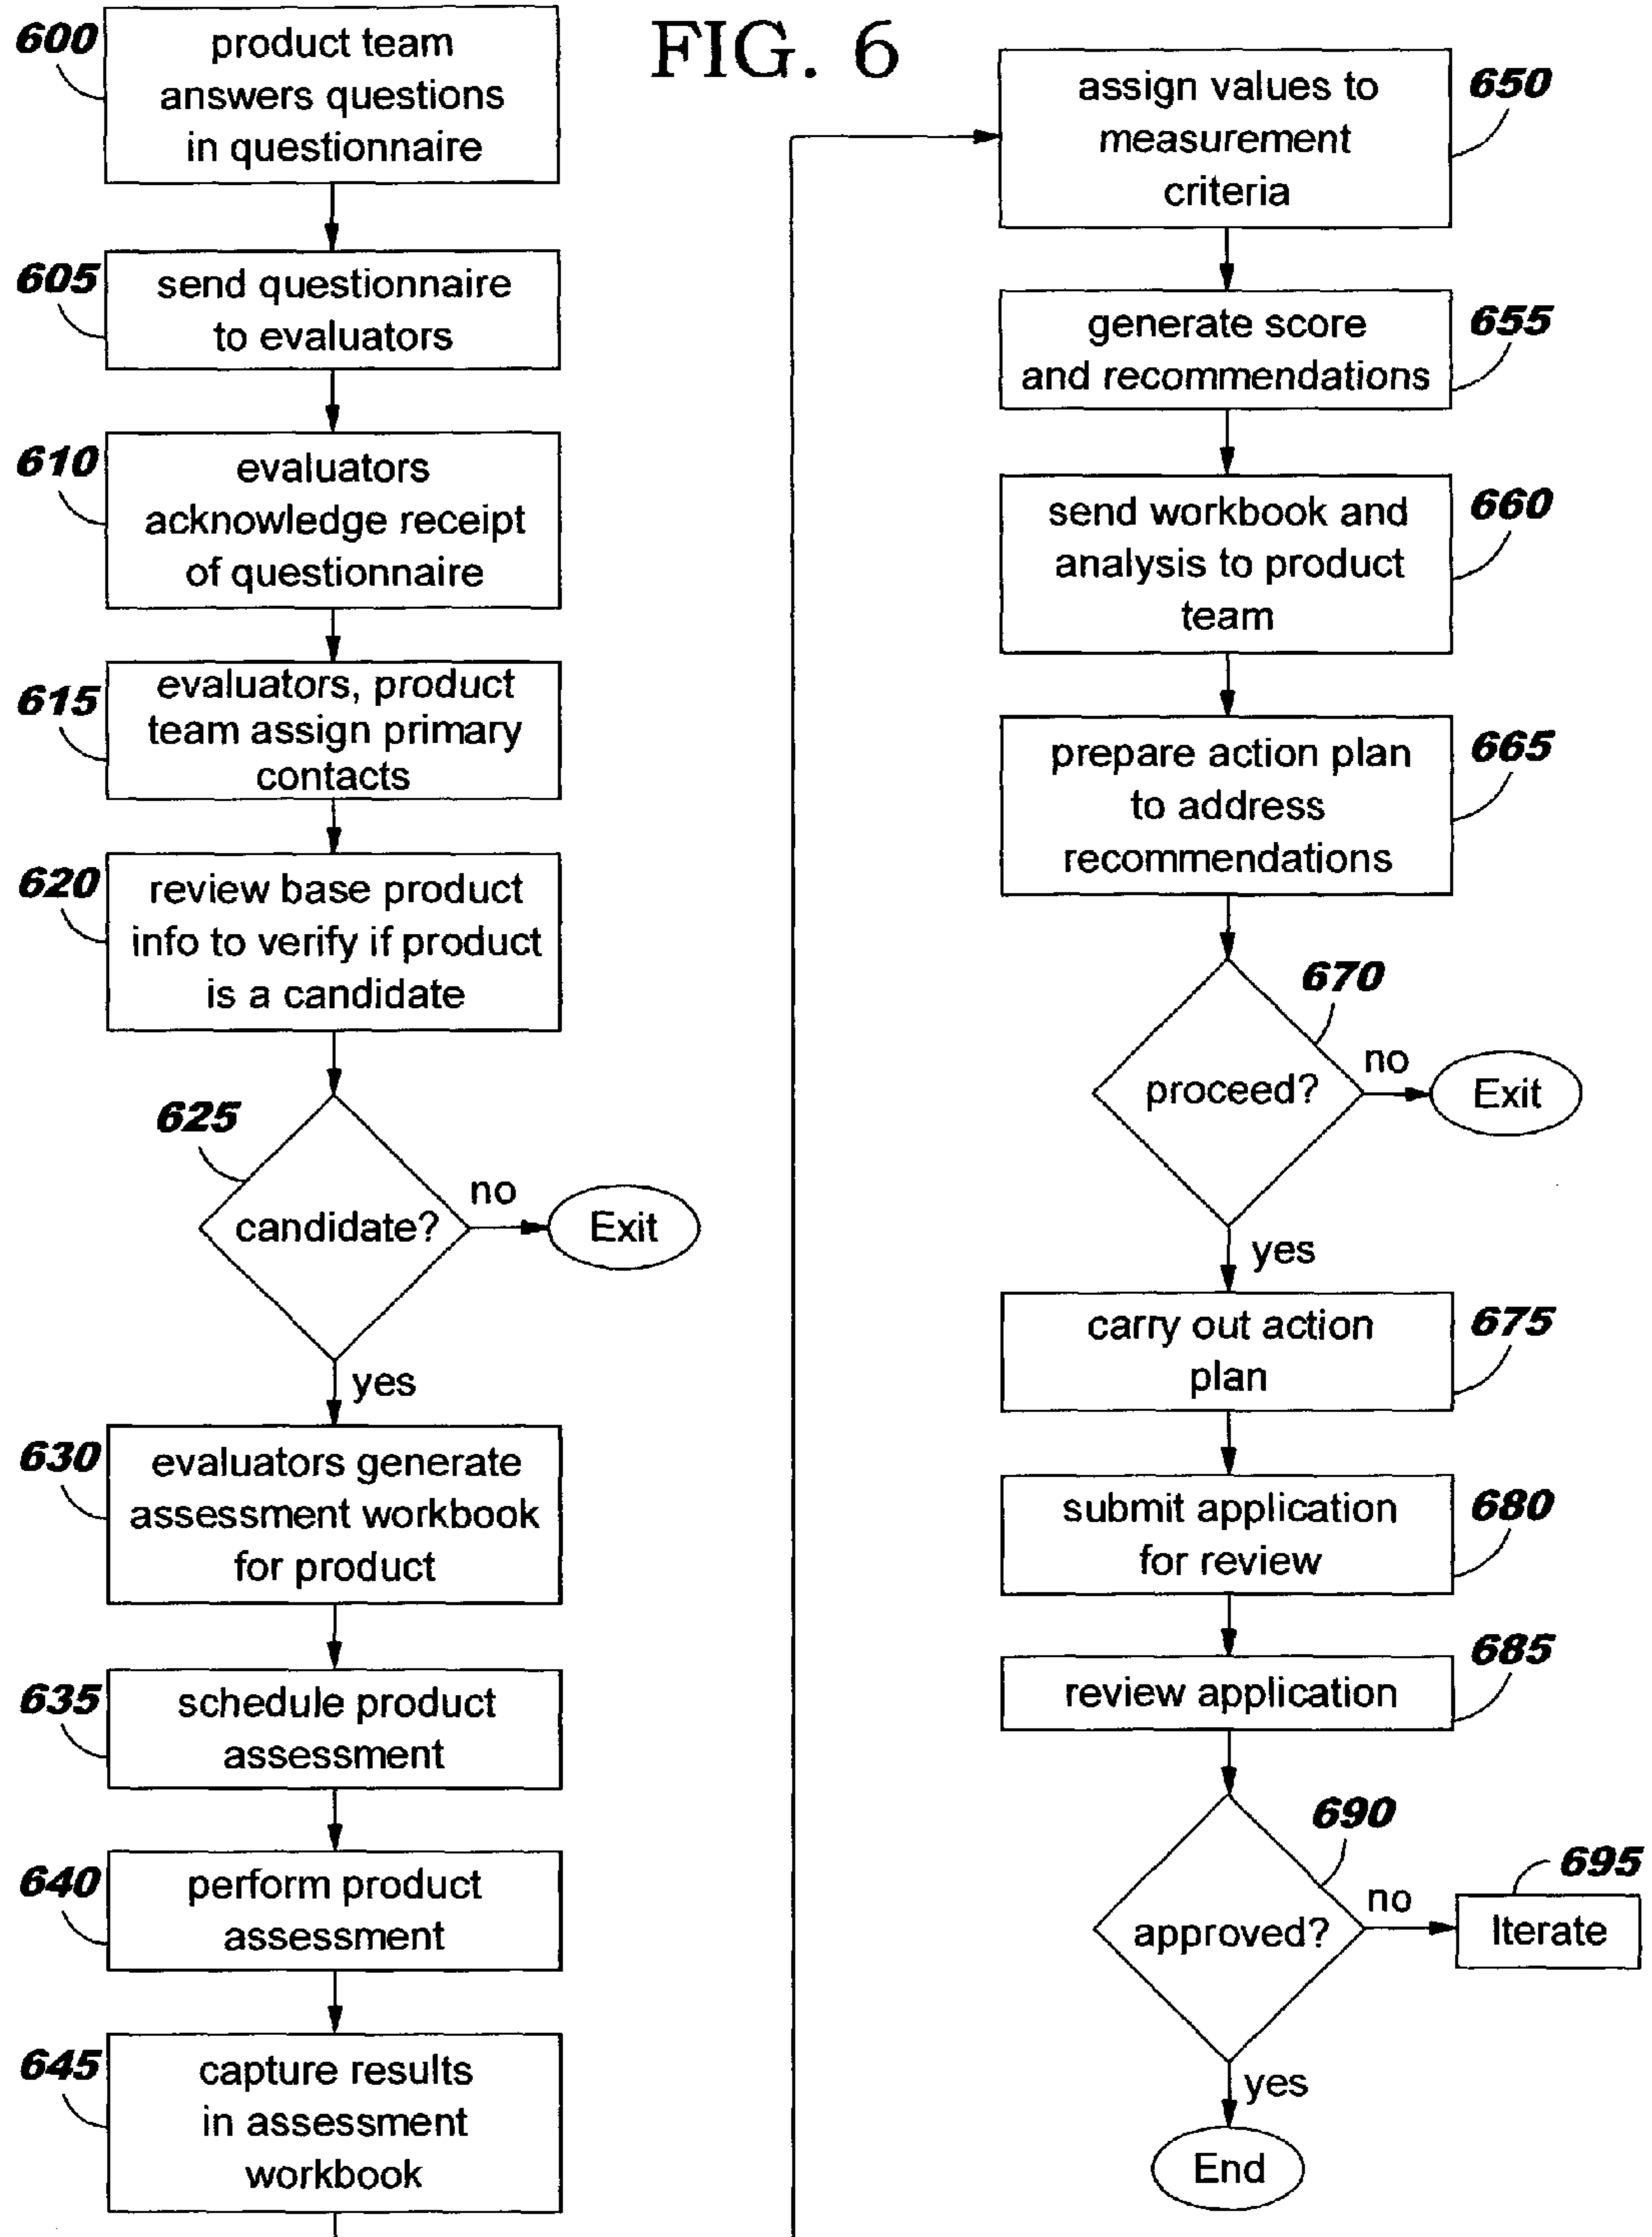 FIG. 6
600
product team
answers questions
in questionnaire
605
send questionnaire
to evaluators
610
evaluators
acknowledge receipt
of questionnaire
615
evaluators, product
team assign primary
contacts
620
review base product
info to verify if product
is a candidate
625
candidate?
no
Exit
yes
630
evaluators generate
assessment workbook
for product
635
schedule product
assessment
640
perform product
assessment
645
capture results
in assessment
workbook
650
assign values to
measurement
criteria
655
generate score
and recommendations
660
send workbook and
analysis to product
team
665
prepare action plan
to address
recommendations
670
proceed?
no
Exit
yes
675
carry out action
plan
680
submit application
for review
685
review application
690
approved?
no
695
Iterate
yes
End